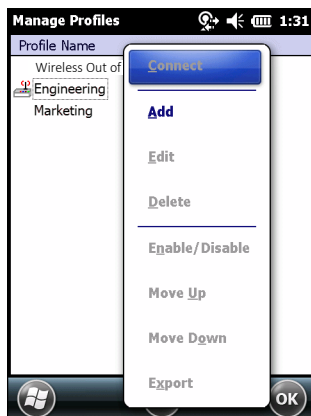 Manage Profiles 1:31
Profile Name
Wireless Out of
Engineering
Marketing
Connect
Add
Edit
Delete
Enable/Disable
Move Up
Move Down
Export
OK